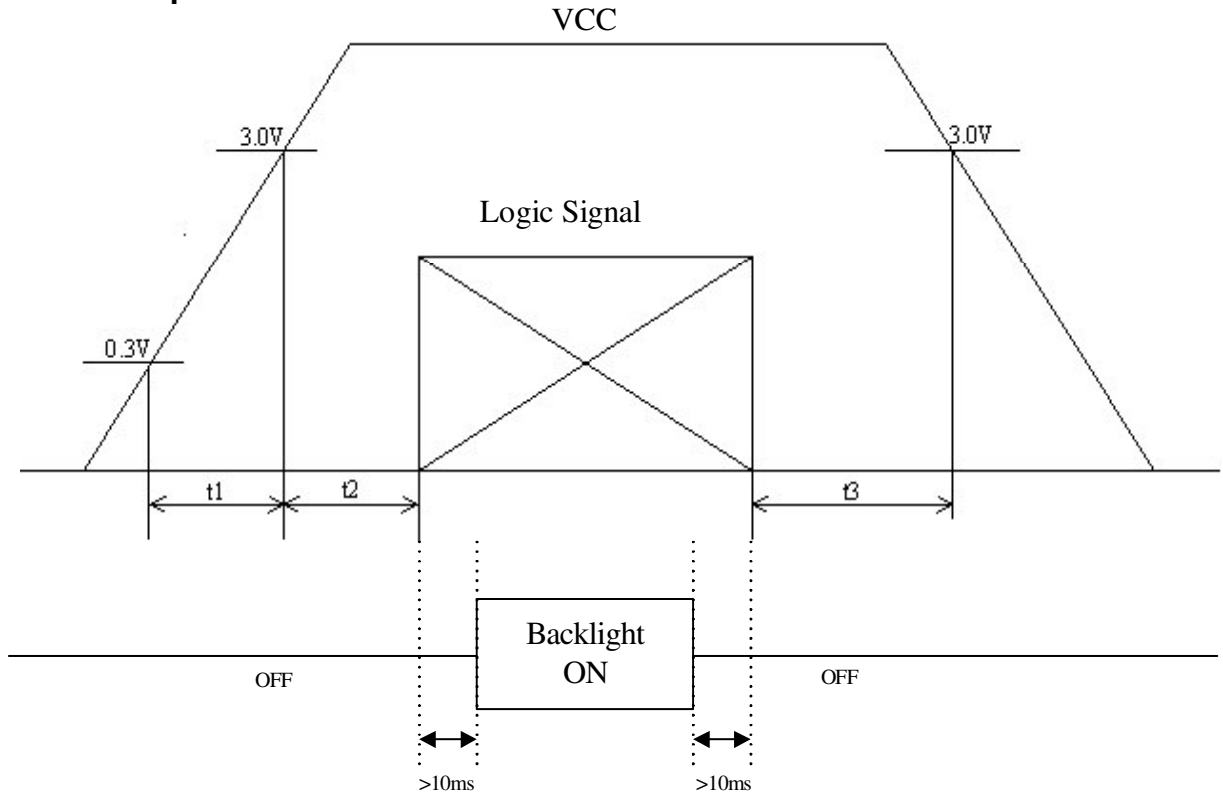 VCC
3.0V
3.0V
Logic Signal
0.3V
t1
t2
t3
Backlight
ON
OFF
OFF
>10ms
>10ms